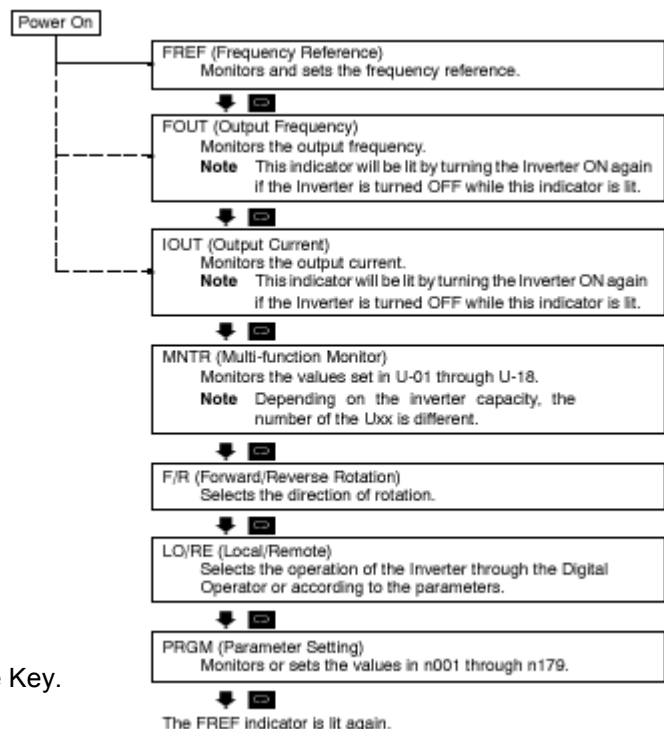 Power On
FREF (Frequency Reference)
Monitors and sets the frequency reference.
FOUT (Output Frequency)
Monitors the output frequency.
Note This indicator will be lit by turning the Inverter ON again
if the Inverter is turned OFF while this indicator is lit.
IOUT (Output Current)
Monitors the output current.
Note This indicator will be lit by turning the Inverter ON again
if the Inverter is turned OFF while this indicator is lit.
MNTR (Multi-function Monitor)
Monitors the values set in U-01 through U-18.
Note Depending on the inverter capacity, the
number of the Uxx is different.
F/R (Forward/Reverse Rotation)
Selects the direction of rotation.
LO/RE (Local/Remote)
Selects the operation of the Inverter through the Digital
Operator or according to the parameters.
PRGM (Parameter Setting)
Monitors or sets the values in n001 through n179.
Key.
The FREF indicator is lit again.